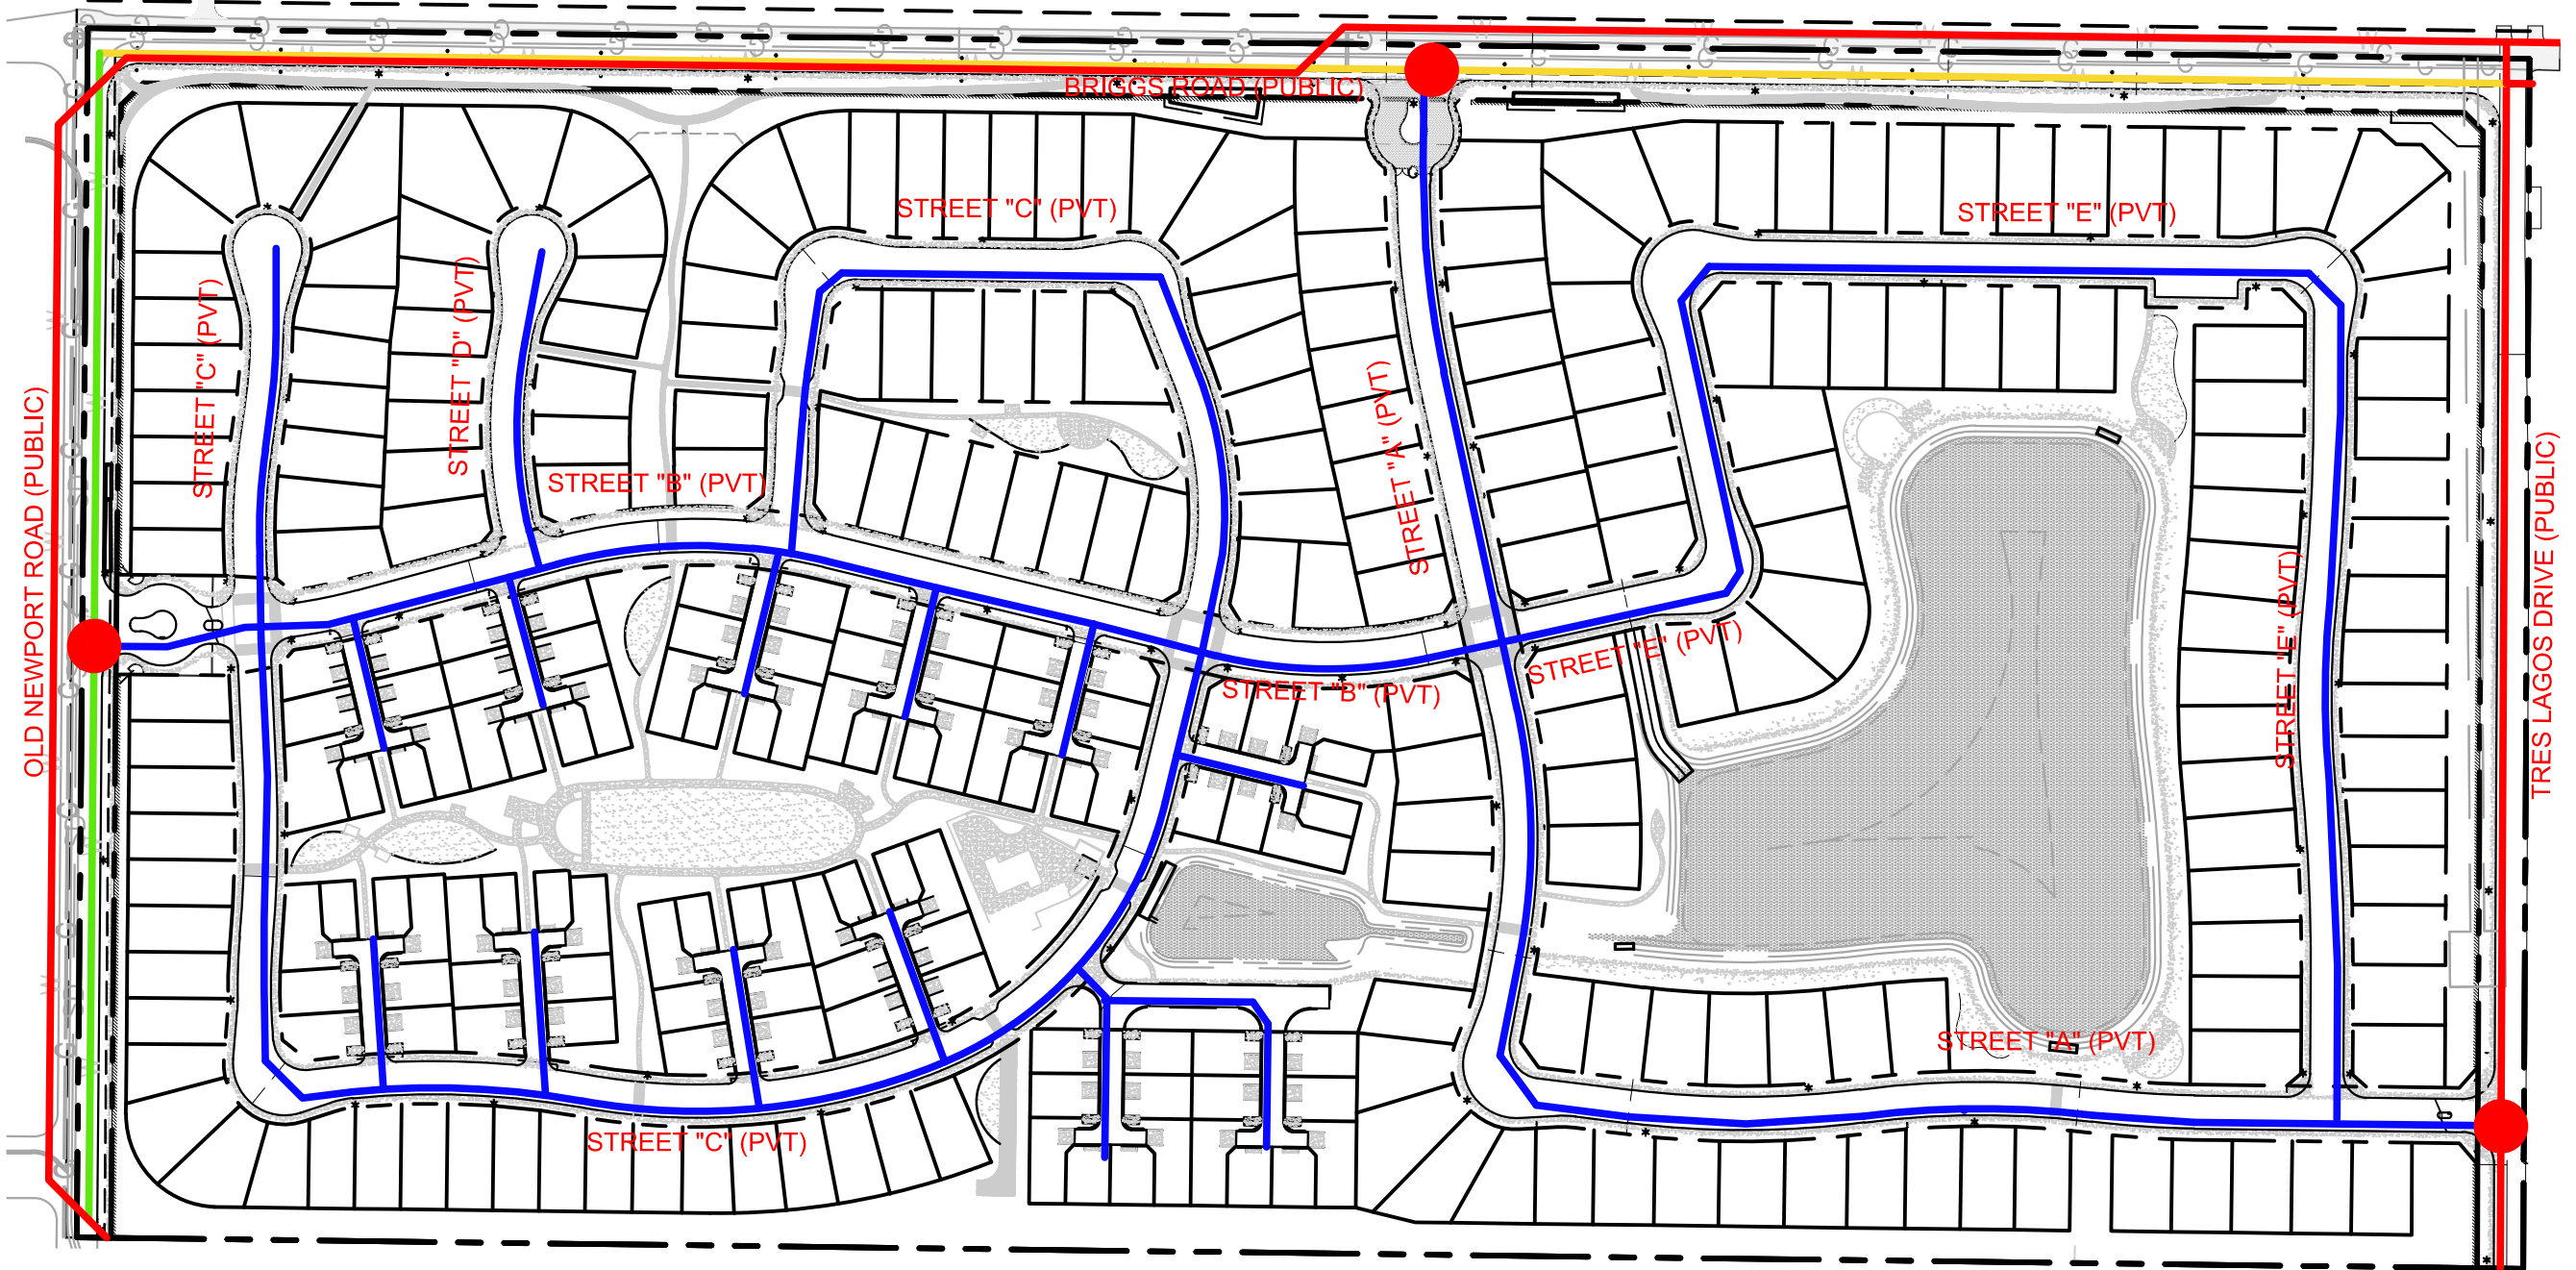 BRIGGS ROAD (PUBLIC)
STREET "C" (PVT)
STREET "E" (PVT)
STREET "C" (PVT)
STREET "D" (PVT)
STREET "A" (PVT)
OLD NEWPORT ROAD (PUBLIC)
STREET "B" (PVT)
TRES LAGOS DRIVE (PUBLIC)
STREET "E" (PVT)
STREET "E" (PVT)
STREET "B" (PVT)
STREET "A" (PVT)
STREET "C" (PVT)